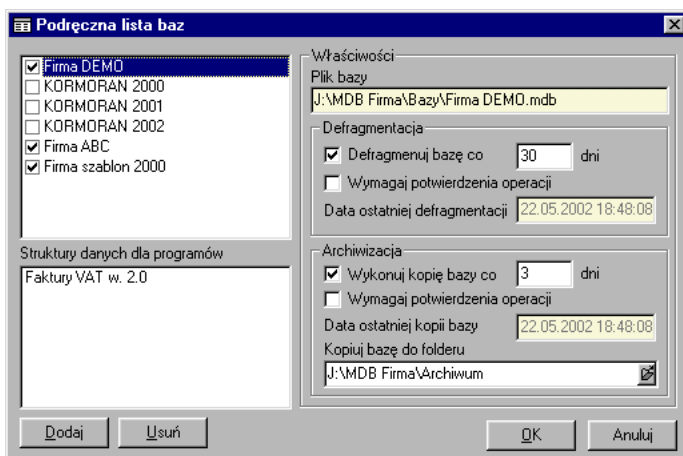 Podręczna lista baz
Firma DEMO
KORMORAN 2000
KORMORAN 2001
KORMORAN 2002
Firma ABC
Firma szablon 2000
Struktury danych dla programów
Faktury VAT w. 2.0
Dodaj Usuń
Właściwości
Plik bazy
J:\MDB Firma\Bazy\Firma DEMO.mdb
Defragmentacja
Defragmenuj bazę co 30 dni
Wymagaj potwierdzenia operacji
Data ostatniej defragmentacji 22.05.2002 18:48:08
Archiwizacja
Wykonuj kopię bazy co 3 dni
Wymagaj potwierdzenia operacji
Data ostatniej kopii bazy 22.05.2002 18:48:08
Kopiuj bazę do folderu
J:\MDB Firma\Archiwum
OK Anuluj